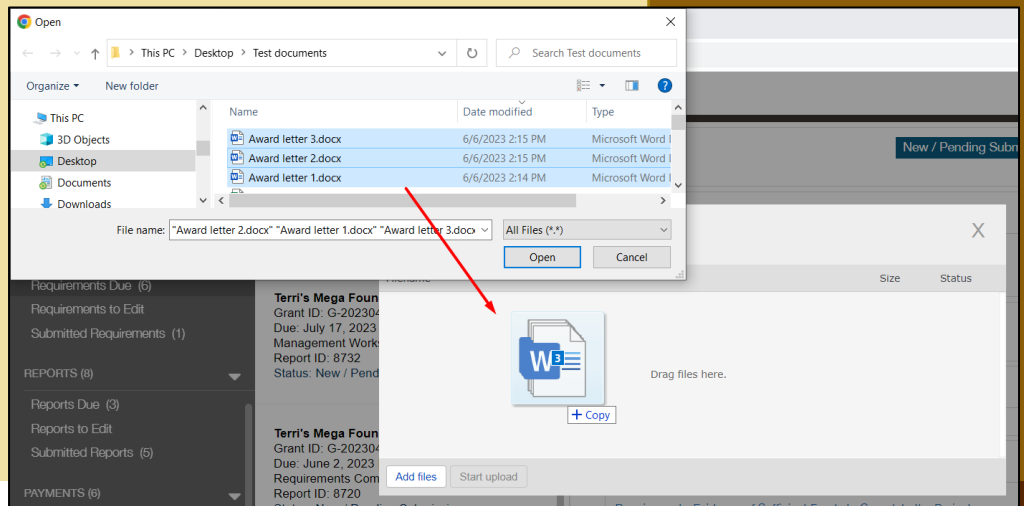 Open
This PC > Desktop > Test documents
Search Test documents
Organize
New folder
?
Name
Date modified
Type
This PC
3D Objects
Desktop
Documents
Downloads
Award letter 3.docx 6/6/2023 2:15 PM Microsoft Word
Award letter 2.docx 6/6/2023 2:15 PM Microsoft Word
Award letter 1.docx 6/6/2023 2:14 PM Microsoft Word
File name: "Award letter 2.docx" "Award letter 1.docx" "Award letter 3.docx
All Files (*.*)
Open
Cancel
New / Pending Subm
X
Filename
Size
Status
W
3
+ Copy
Drag files here.
Add files
Start upload
Requirements Due (6)
Requirements to Edit
Submitted Requirements (1)
REPORTS (8)
Reports Due (3)
Reports to Edit
Submitted Reports (5)
PAYMENTS (6)
Terri's Mega Foun
Grant ID: G-20230
Due: July 17, 2023
Management Work
Report ID: 8732
Status: New / Pend
Terri's Mega Foun
Grant ID: G-20230
Due: June 2, 2023
Requirements Com
Report ID: 8720